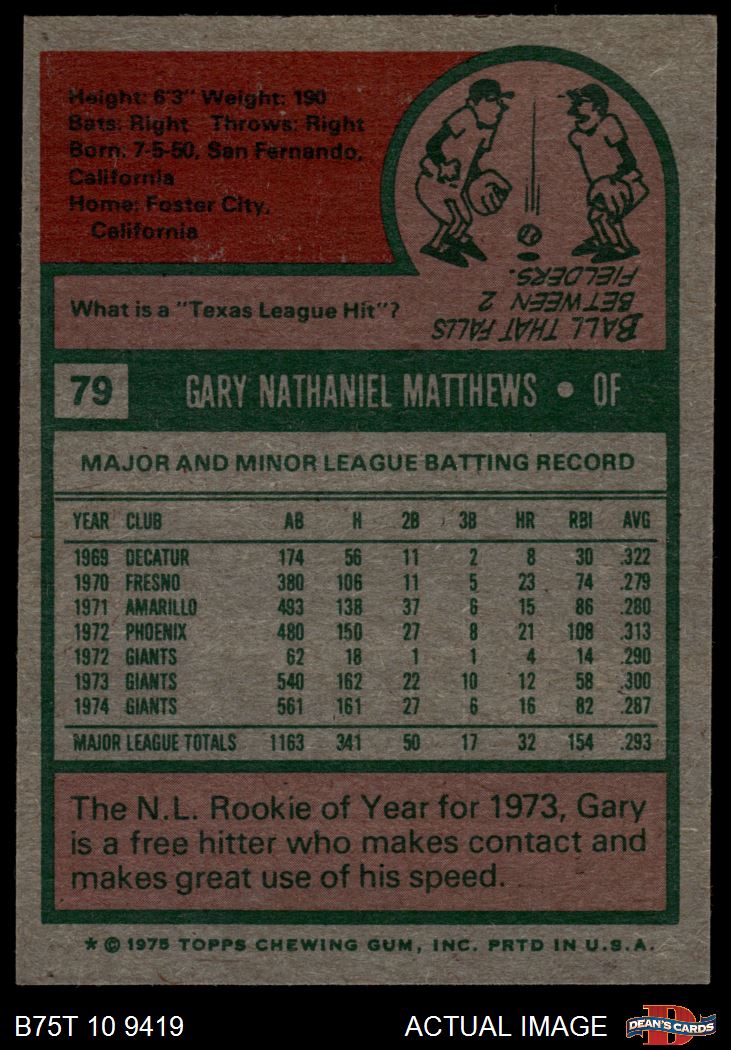 Height: 6'3" Weight: 190
Bats: Right Throws: Right
Born: 7-5-50, San Fernando,
California
Home: Foster City,
California
What is a "Texas League Hit"?
BALL THAT FALLS
BETWEEN 2
FIELDERS.
79 GARY NATHANIEL MATTHEWS • OF
MAJOR AND MINOR LEAGUE BATTING RECORD
YEAR CLUB AB H 2B 3B HR RBI AVG
1969 DECATUR 174 56 11 2 8 30 .322
1970 FRESNO 380 106 11 5 23 74 .279
1971 AMARILLO 493 138 37 6 15 86 .280
1972 PHOENIX 480 150 27 8 21 108 .313
1972 GIANTS 62 18 1 1 4 14 .290
1973 GIANTS 540 162 22 10 12 58 .300
1974 GIANTS 561 161 27 6 16 82 .287
MAJOR LEAGUE TOTALS 1163 341 50 17 32 154 .293
The N.L. Rookie of Year for 1973, Gary
is a free hitter who makes contact and
makes great use of his speed.
* © 1975 TOPPS CHEWING GUM, INC. PRTD IN U.S.A.
B75T 10 9419 ACTUAL IMAGE
D
DEAN'S CARDS